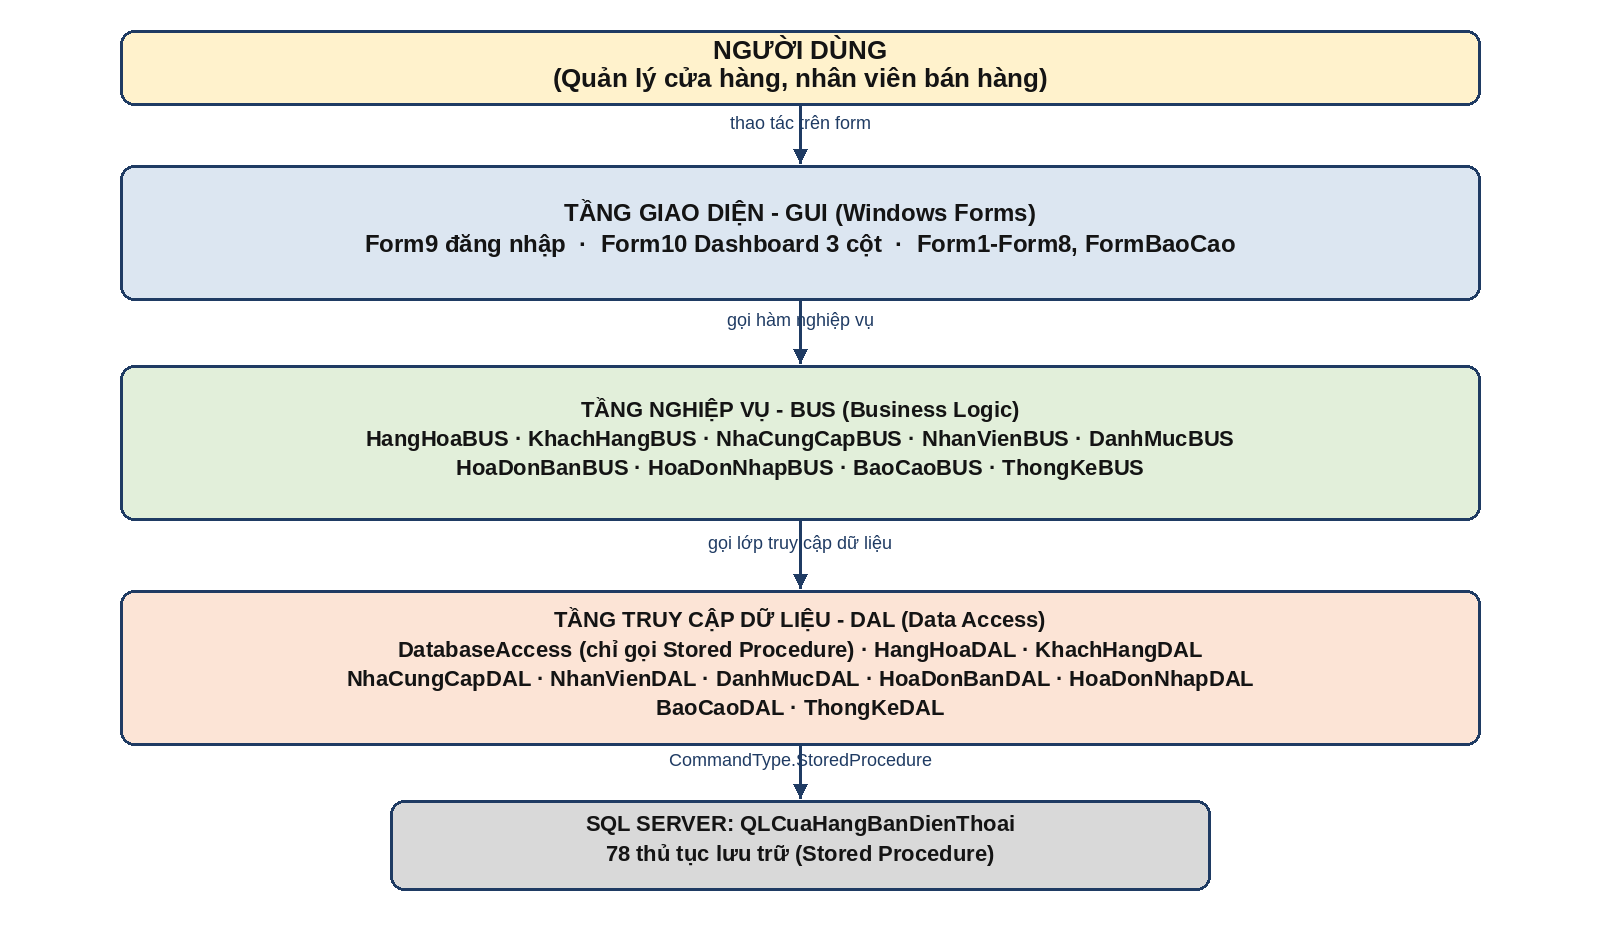 NGƯỜI DÙNG
(Quản lý cửa hàng, nhân viên bán hàng)
thao tác trên form
TẦNG GIAO DIỆN - GUI (Windows Forms)
Form9 đăng nhập · Form10 Dashboard 3 cột · Form1-Form8, FormBaoCao
gọi hàm nghiệp vụ
TẦNG NGHIỆP VỤ - BUS (Business Logic)
HangHoaBUS · KhachHangBUS · NhaCungCapBUS · NhanVienBUS · DanhMucBUS
HoaDonBanBUS · HoaDonNhapBUS · BaoCaoBUS · ThongKeBUS
gọi lớp truy cập dữ liệu
TẦNG TRUY CẬP DỮ LIỆU - DAL (Data Access)
DatabaseAccess (chỉ gọi Stored Procedure) · HangHoaDAL · KhachHangDAL
NhaCungCapDAL · NhanVienDAL · DanhMucDAL · HoaDonBanDAL · HoaDonNhapDAL
BaoCaoDAL · ThongKeDAL
CommandType.StoredProcedure
SQL SERVER: QLCuaHangBanDienThoai
78 thủ tục lưu trữ (Stored Procedure)